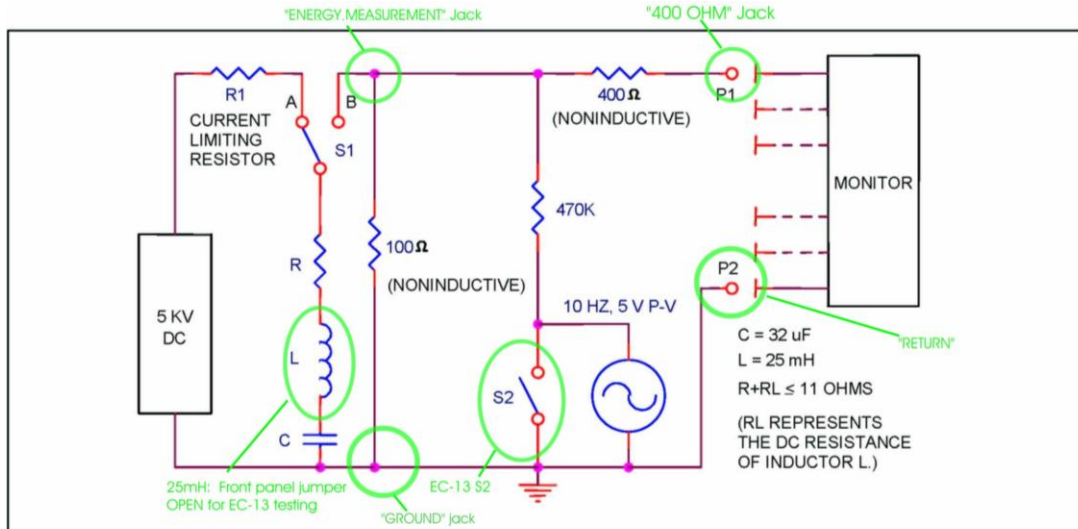 "ENERGY.MEASUREMENT" Jack
"400 OHM" Jack
R1
A
B
400Ω
P1
CURRENT
LIMITING
RESISTOR
(NONINDUCTIVE)
S1
MONITOR
470K
R
100Ω
(NONINDUCTIVE)
P2
5 KV
DC
10 HZ, 5 V P-V
L
C = 32 uF
"RETURN"
L = 25 mH
S2
R+RL ≤ 11 OHMS
(RL REPRESENTS
THE DC RESISTANCE
OF INDUCTOR L.)
C
25mH: Front panel jumper
OPEN for EC-13 testing
EC-13 S2
"GROUND" jack